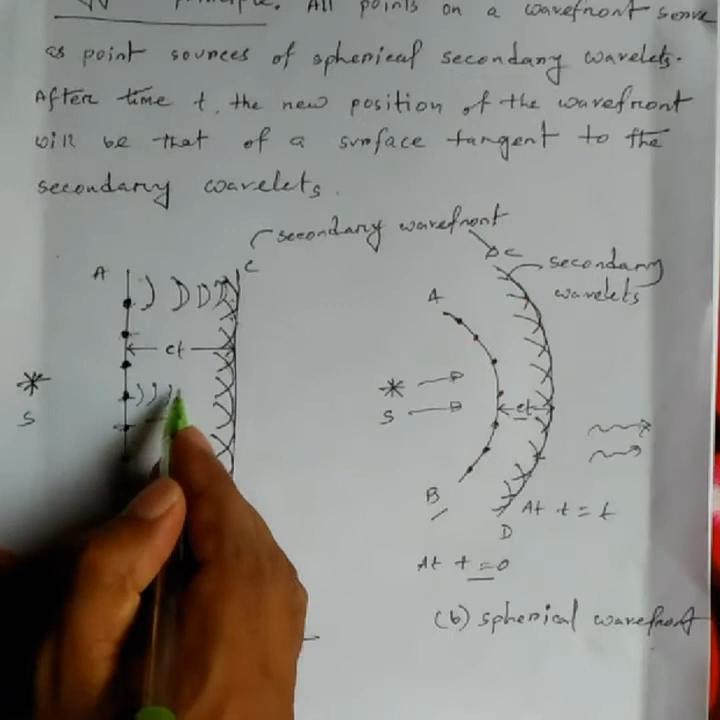 principle. All points on a wavefront serve
as point sources of spherical secondary wavelets.
After time t, the new position of the wavefront
will be that of a surface tangent to the
secondary wavelets.
secondary wavefront
A
C
ct
S
C
secondary
wavelets
A
S
ct
B
D
At t = t
At t = 0
(b) spherical wavefront